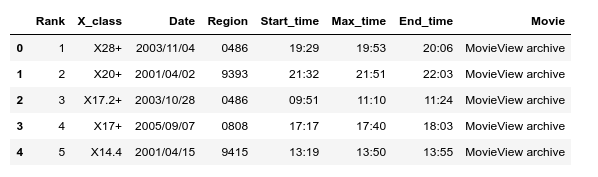 Rank X_class Date Region Start_time Max_time End_time Movie
0 1 X28+ 2003/11/04 0486 19:29 19:53 20:06 MovieView archive
1 2 X20+ 2001/04/02 9393 21:32 21:51 22:03 MovieView archive
2 3 X17.2+ 2003/10/28 0486 09:51 11:10 11:24 MovieView archive
3 4 X17+ 2005/09/07 0808 17:17 17:40 18:03 MovieView archive
4 5 X14.4 2001/04/15 9415 13:19 13:50 13:55 MovieView archive